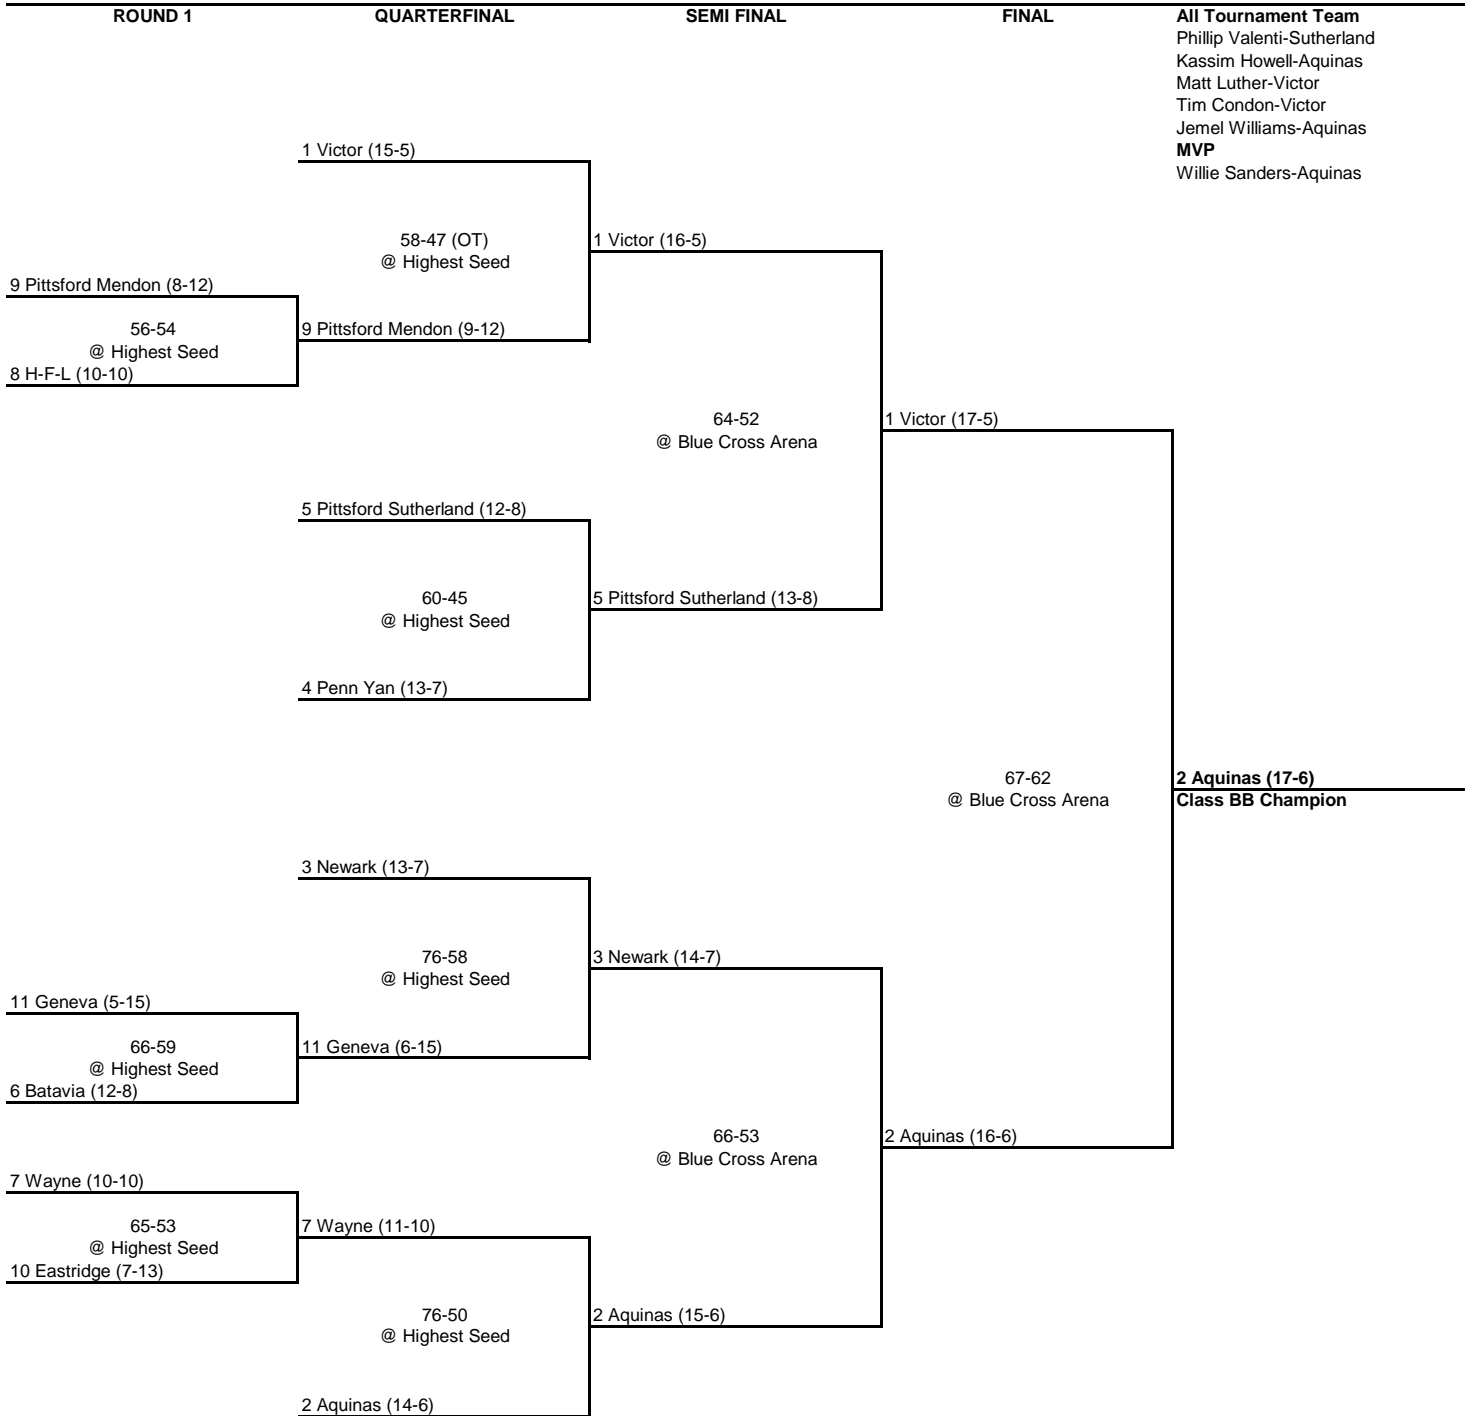 ROUND 1 QUARTERFINAL SEMI FINAL FINAL All Tournament Team
Phillip Valenti-Sutherland
Kassim Howell-Aquinas
Matt Luther-Victor
Tim Condon-Victor
Jemel Williams-Aquinas
1 Victor (15-5) MVP
Willie Sanders-Aquinas
58-47 (OT) 1 Victor (16-5)
@ Highest Seed
9 Pittsford Mendon (8-12)
56-54 9 Pittsford Mendon (9-12)
@ Highest Seed
8 H-F-L (10-10)
64-52 1 Victor (17-5)
@ Blue Cross Arena
5 Pittsford Sutherland (12-8)
60-45 5 Pittsford Sutherland (13-8)
@ Highest Seed
4 Penn Yan (13-7)
67-62 2 Aquinas (17-6)
@ Blue Cross Arena Class BB Champion
3 Newark (13-7)
76-58 3 Newark (14-7)
@ Highest Seed
11 Geneva (5-15)
66-59 11 Geneva (6-15)
@ Highest Seed
6 Batavia (12-8)
66-53 2 Aquinas (16-6)
@ Blue Cross Arena
7 Wayne (10-10)
65-53 7 Wayne (11-10)
@ Highest Seed
10 Eastridge (7-13)
76-50 2 Aquinas (15-6)
@ Highest Seed
2 Aquinas (14-6)